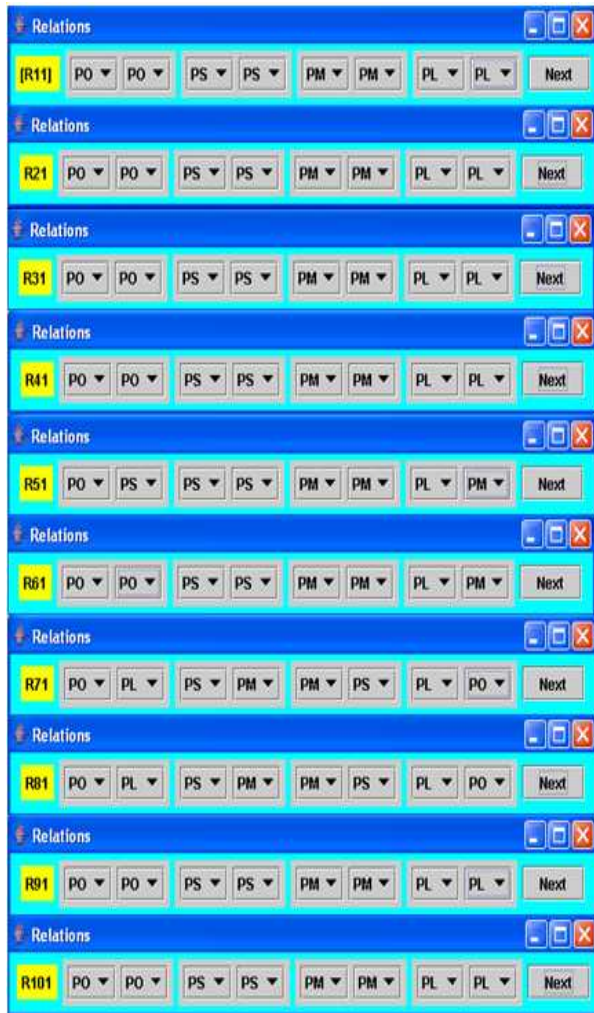 Relations
[R11] PO PO PS PS PM PM PL PL Next
Relations
R21 PO PO PS PS PM PM PL PL Next
Relations
R31 PO PO PS PS PM PM PL PL Next
Relations
R41 PO PO PS PS PM PM PL PL Next
Relations
R51 PO PS PS PS PM PM PL PM Next
Relations
R61 PO PO PS PS PM PM PL PM Next
Relations
R71 PO PL PS PM PM PS PL PO Next
Relations
R81 PO PL PS PM PM PS PL PO Next
Relations
R91 PO PO PS PS PM PM PL PL Next
Relations
R101 PO PO PS PS PM PM PL PL Next